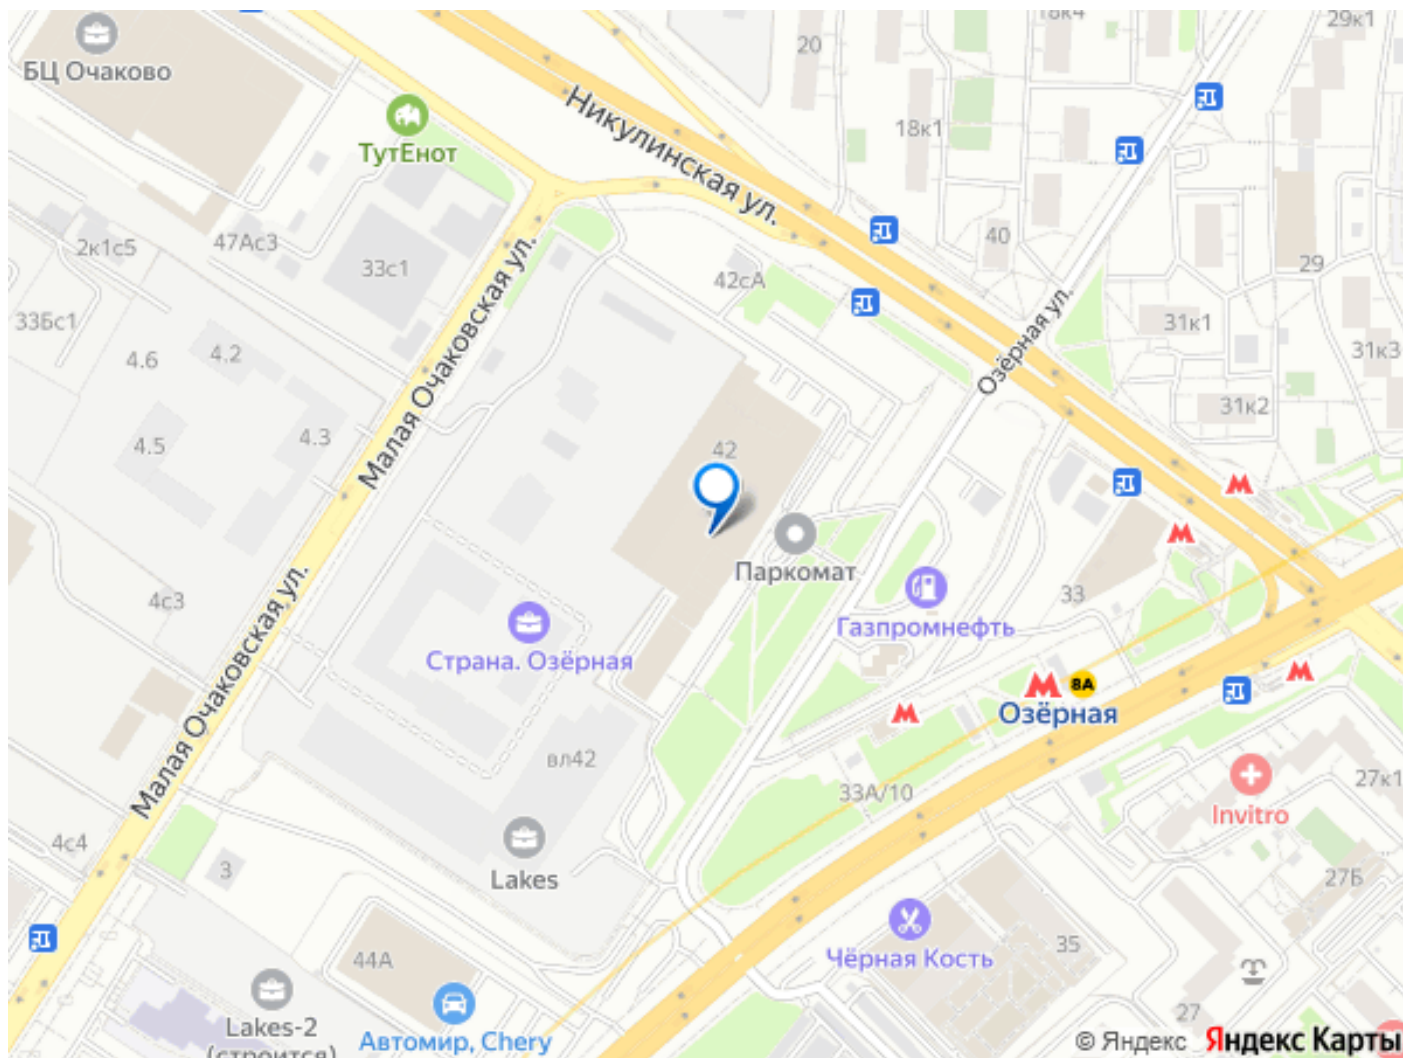 18к4
29к1
20
БЦ Очаково
ТутЕнот
Никулинская ул.
18к1
2к1с5
47Ас3
33с1
40
29
42сА
33Бс1
4.6
4.2
Малая Очаковская ул.
Озёрная ул.
31к1
31к3
31к2
4.5
4.3
42
Паркомат
Газпромнефть
33
4с3
Малая Очаковская ул.
Страна. Озёрная
8А
Озёрная
вл42
33А/10
27к1
Invitro
4с4
3
Lakes
27Б
44А
Чёрная Кость
35
27
Lakes-2
(строится)
Автомир, Chery
© Яндекс Яндекс Карты